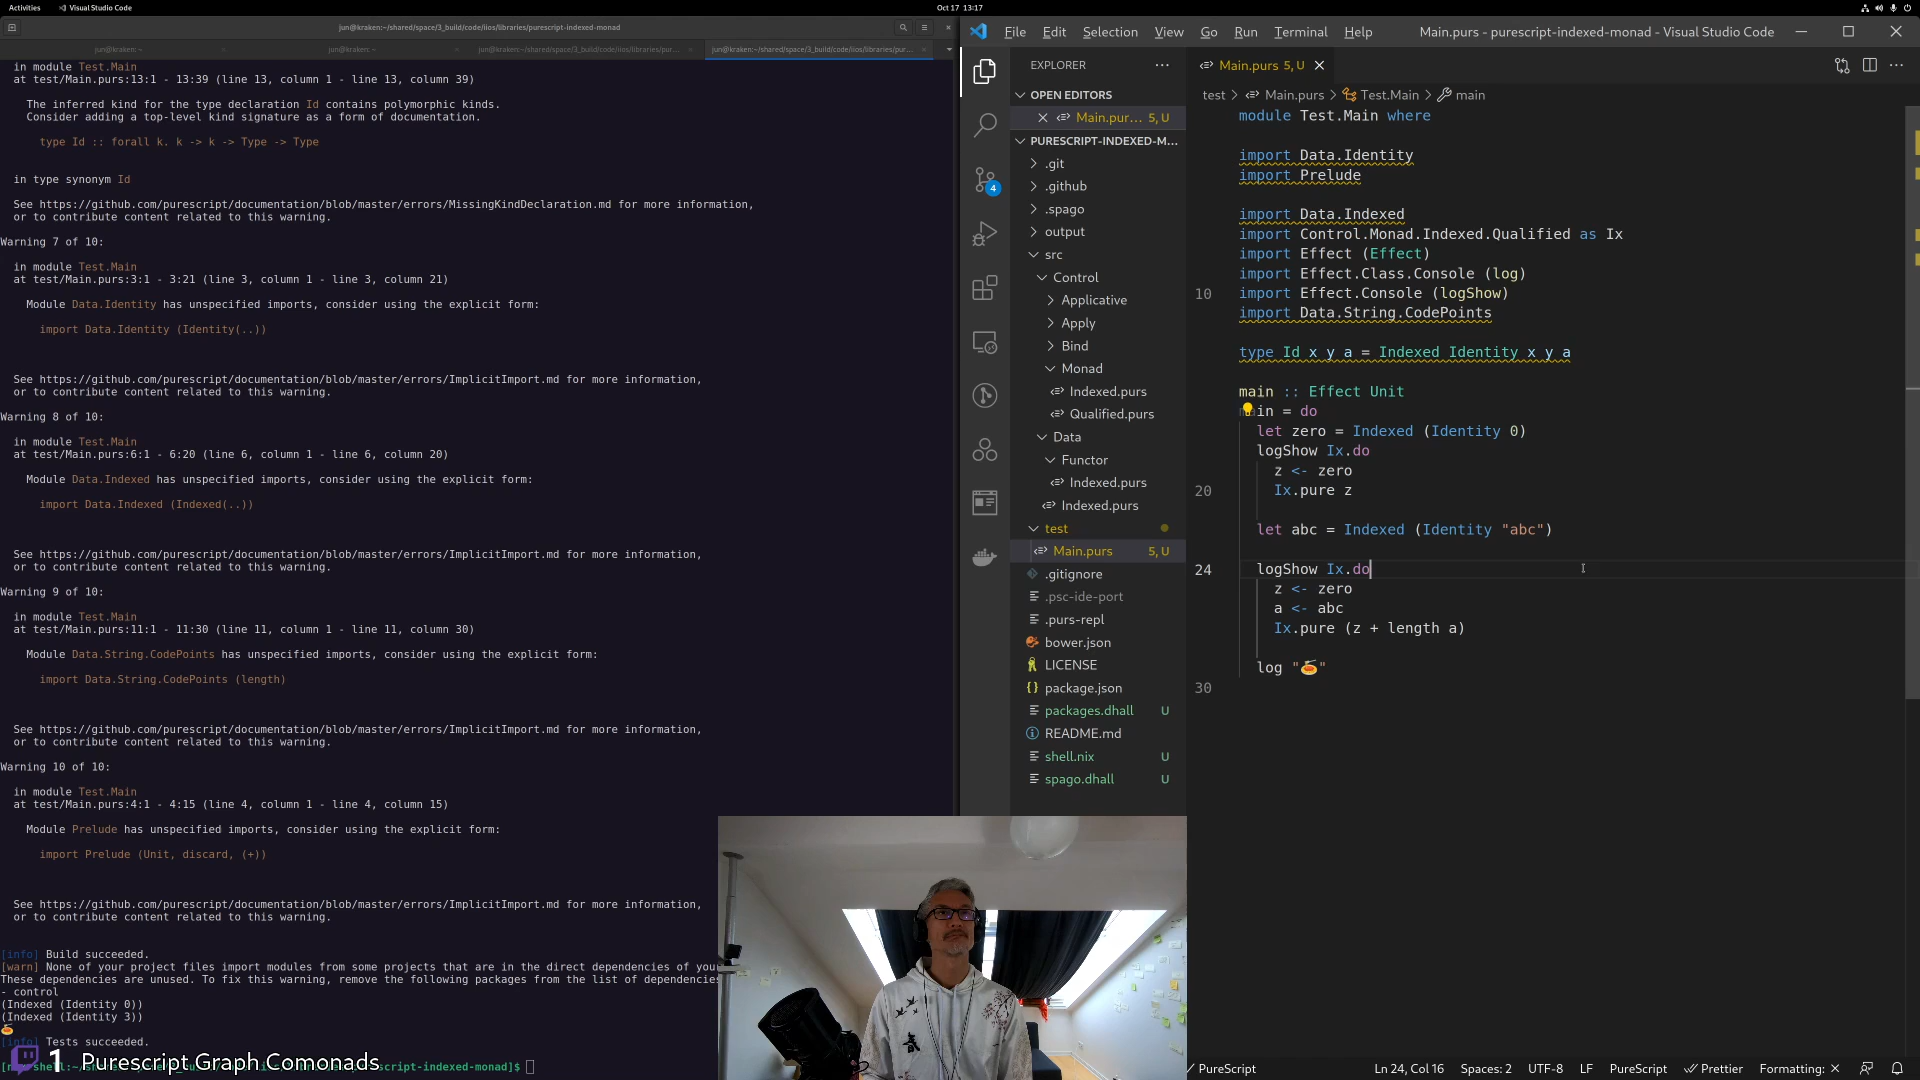 Activities
Visual Studio Code
Oct 17 13:17
jun@kraken:~/shared/space/3_build/code/iios/libraries/purescript-indexed-monad
jun@kraken: ~
jun@kraken: ~
jun@kraken:~/shared/space/3_build/code/iios/libraries/pur...
jun@kraken:~/shared/space/3_build/code/iios/libraries/pur...
in module Test.Main
at test/Main.purs:13:1 - 13:39 (line 13, column 1 - line 13, column 39)
The inferred kind for the type declaration Id contains polymorphic kinds.
Consider adding a top-level kind signature as a form of documentation.
type Id :: forall k. k -> k -> Type -> Type
in type synonym Id
See https://github.com/purescript/documentation/blob/master/errors/MissingKindDeclaration.md for more information,
or to contribute content related to this warning.
Warning 7 of 10:
in module Test.Main
at test/Main.purs:3:1 - 3:21 (line 3, column 1 - line 3, column 21)
Module Data.Identity has unspecified imports, consider using the explicit form:
import Data.Identity (Identity(..))
See https://github.com/purescript/documentation/blob/master/errors/ImplicitImport.md for more information,
or to contribute content related to this warning.
Warning 8 of 10:
in module Test.Main
at test/Main.purs:6:1 - 6:20 (line 6, column 1 - line 6, column 20)
Module Data.Indexed has unspecified imports, consider using the explicit form:
import Data.Indexed (Indexed(..))
See https://github.com/purescript/documentation/blob/master/errors/ImplicitImport.md for more information,
or to contribute content related to this warning.
Warning 9 of 10:
in module Test.Main
at test/Main.purs:11:1 - 11:30 (line 11, column 1 - line 11, column 30)
Module Data.String.CodePoints has unspecified imports, consider using the explicit form:
import Data.String.CodePoints (length)
See https://github.com/purescript/documentation/blob/master/errors/ImplicitImport.md for more information,
or to contribute content related to this warning.
Warning 10 of 10:
in module Test.Main
at test/Main.purs:4:1 - 4:15 (line 4, column 1 - line 4, column 15)
Module Prelude has unspecified imports, consider using the explicit form:
import Prelude (Unit, discard, (+))
See https://github.com/purescript/documentation/blob/master/errors/ImplicitImport.md for more information,
or to contribute content related to this warning.
[info] Build succeeded.
[warn] None of your project files import modules from some projects that are in the direct dependencies of you
These dependencies are unused. To fix this warning, remove the following packages from the list of dependencies
- control
(Indexed (Identity 0))
(Indexed (Identity 3))
🍝
[info] Tests succeeded.
1 Purescript Graph Comonads
script-indexed-monad]$
File Edit Selection View Go Run Terminal Help
Main.purs - purescript-indexed-monad - Visual Studio Code
EXPLORER
OPEN EDITORS
Main.pur... 5, U
PURESCRIPT-INDEXED-M...
.git
.github
.spago
output
src
Control
Applicative
Apply
Bind
Monad
Indexed.purs
Qualified.purs
Data
Functor
Indexed.purs
Indexed.purs
test
Main.purs 5, U
.gitignore
.psc-ide-port
.purs-repl
bower.json
LICENSE
package.json
packages.dhall U
README.md
shell.nix U
spago.dhall U
4
Main.purs 5, U
test > Main.purs > Test.Main > main
module Test.Main where
import Data.Identity
import Prelude
import Data.Indexed
import Control.Monad.Indexed.Qualified as Ix
import Effect (Effect)
import Effect.Class.Console (log)
10 import Effect.Console (logShow)
import Data.String.CodePoints
type Id x y a = Indexed Identity x y a
main :: Effect Unit
main = do
let zero = Indexed (Identity 0)
logShow Ix.do
z <- zero
20 Ix.pure z
let abc = Indexed (Identity "abc")
24 logShow Ix.do
z <- zero
a <- abc
Ix.pure (z + length a)
log "🍝"
30
春
PureScript
Ln 24, Col 16
Spaces: 2
UTF-8
LF
PureScript
Prettier
Formatting: ×